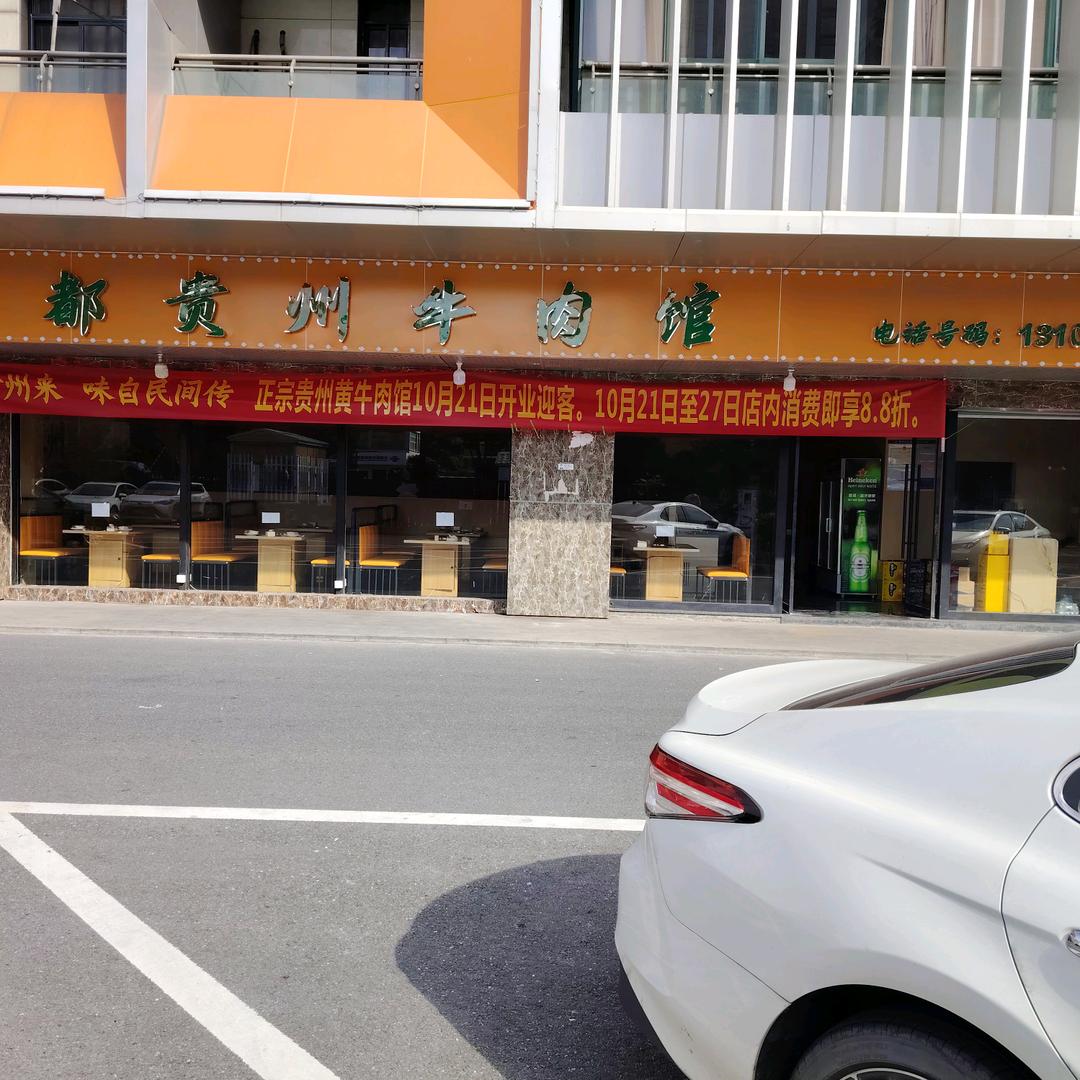 都贵州牛肉馆
电话号码：1310
州来 味自民间传 正宗贵州黄牛肉馆10月21日开业迎客。10月21日至27日店内消费即享8.8折。
Heineken